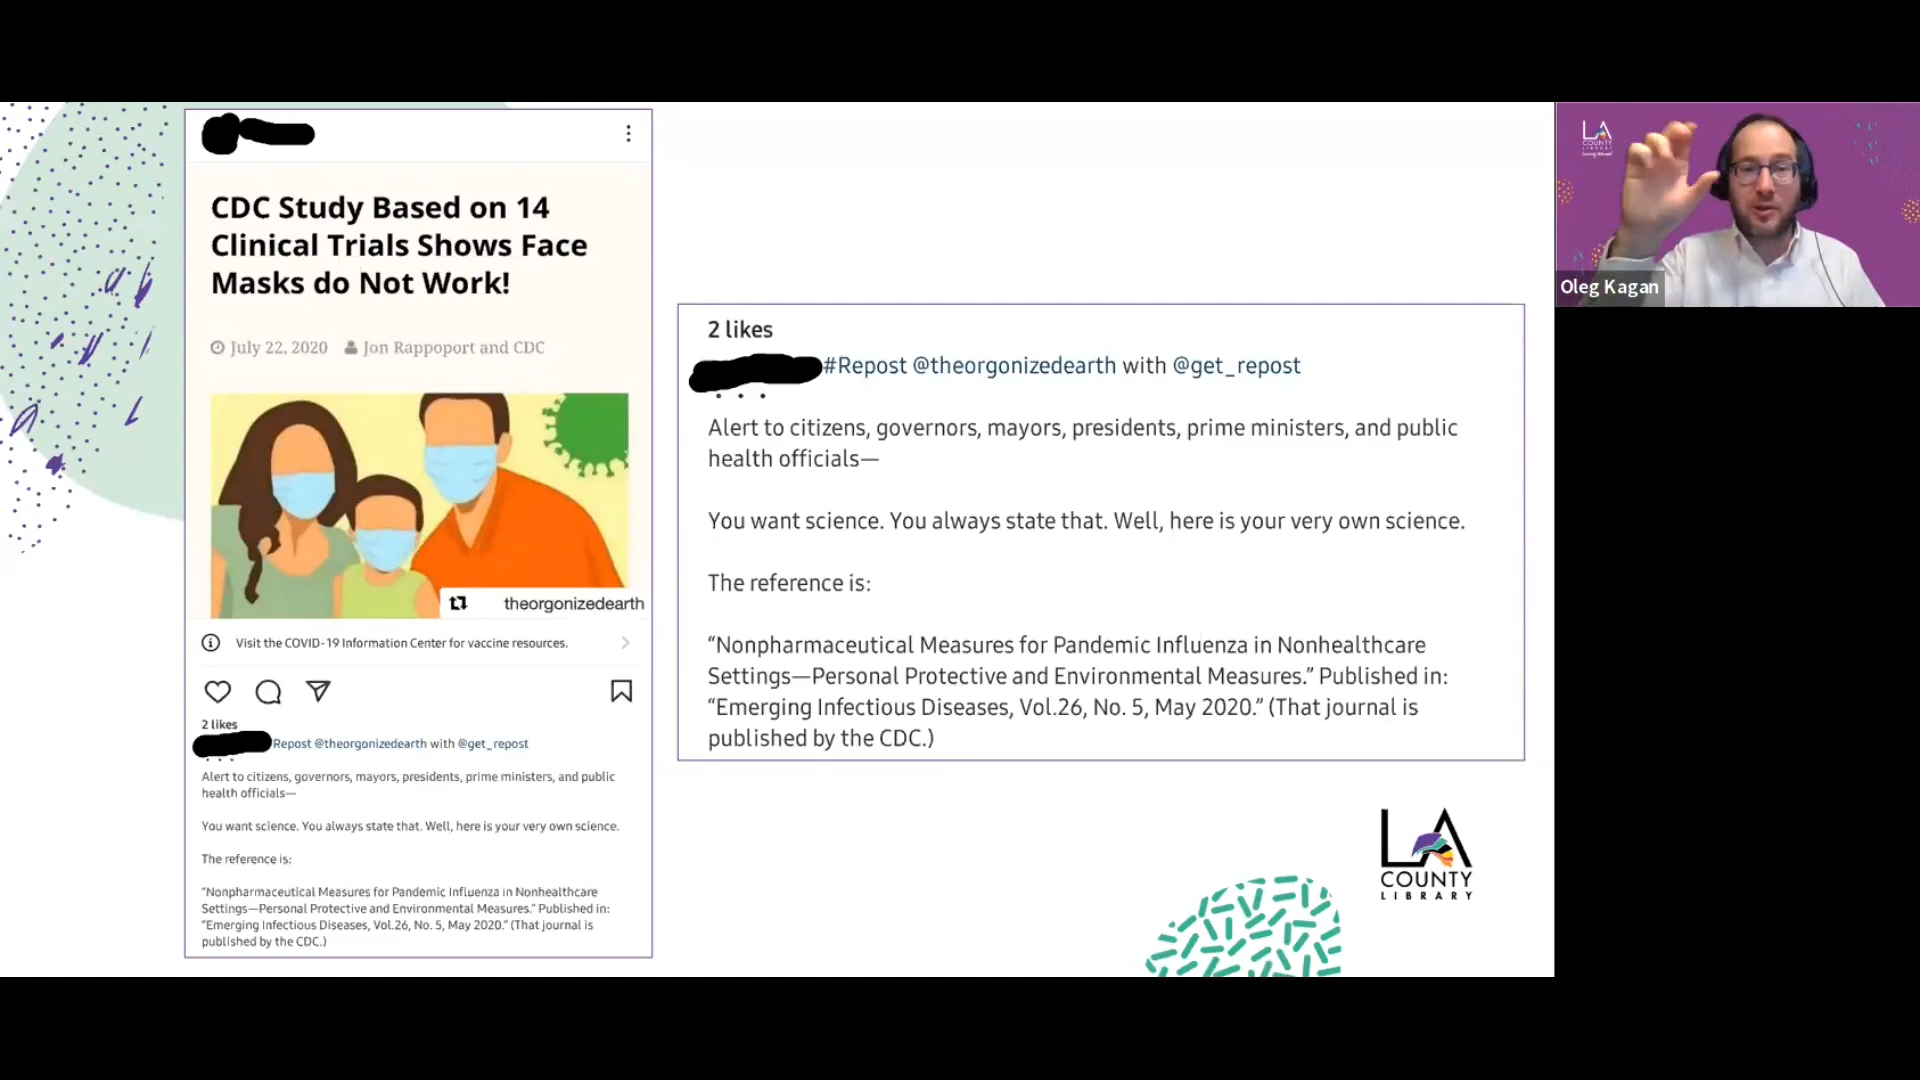 CDC Study Based on 14
Clinical Trials Shows Face
Masks do Not Work!
July 22, 2020 Jon Rappoport and CDC
theorgonizedearth
Visit the COVID-19 Information Center for vaccine resources.
2 likes
Repost @theorgonizedearth with @get_repost
Alert to citizens, governors, mayors, presidents, prime ministers, and public
health officials—
You want science. You always state that. Well, here is your very own science.
The reference is:
“Nonpharmaceutical Measures for Pandemic Influenza in Nonhealthcare
Settings—Personal Protective and Environmental Measures.” Published in:
“Emerging Infectious Diseases, Vol.26, No. 5, May 2020.” (That journal is
published by the CDC.)
2 likes
#Repost @theorgonizedearth with @get_repost
Alert to citizens, governors, mayors, presidents, prime ministers, and public
health officials—
You want science. You always state that. Well, here is your very own science.
The reference is:
“Nonpharmaceutical Measures for Pandemic Influenza in Nonhealthcare
Settings—Personal Protective and Environmental Measures.” Published in:
“Emerging Infectious Diseases, Vol.26, No. 5, May 2020.” (That journal is
published by the CDC.)
LA
COUNTY
LIBRARY
LA
COUNTY
LIBRARY
Oleg Kagan